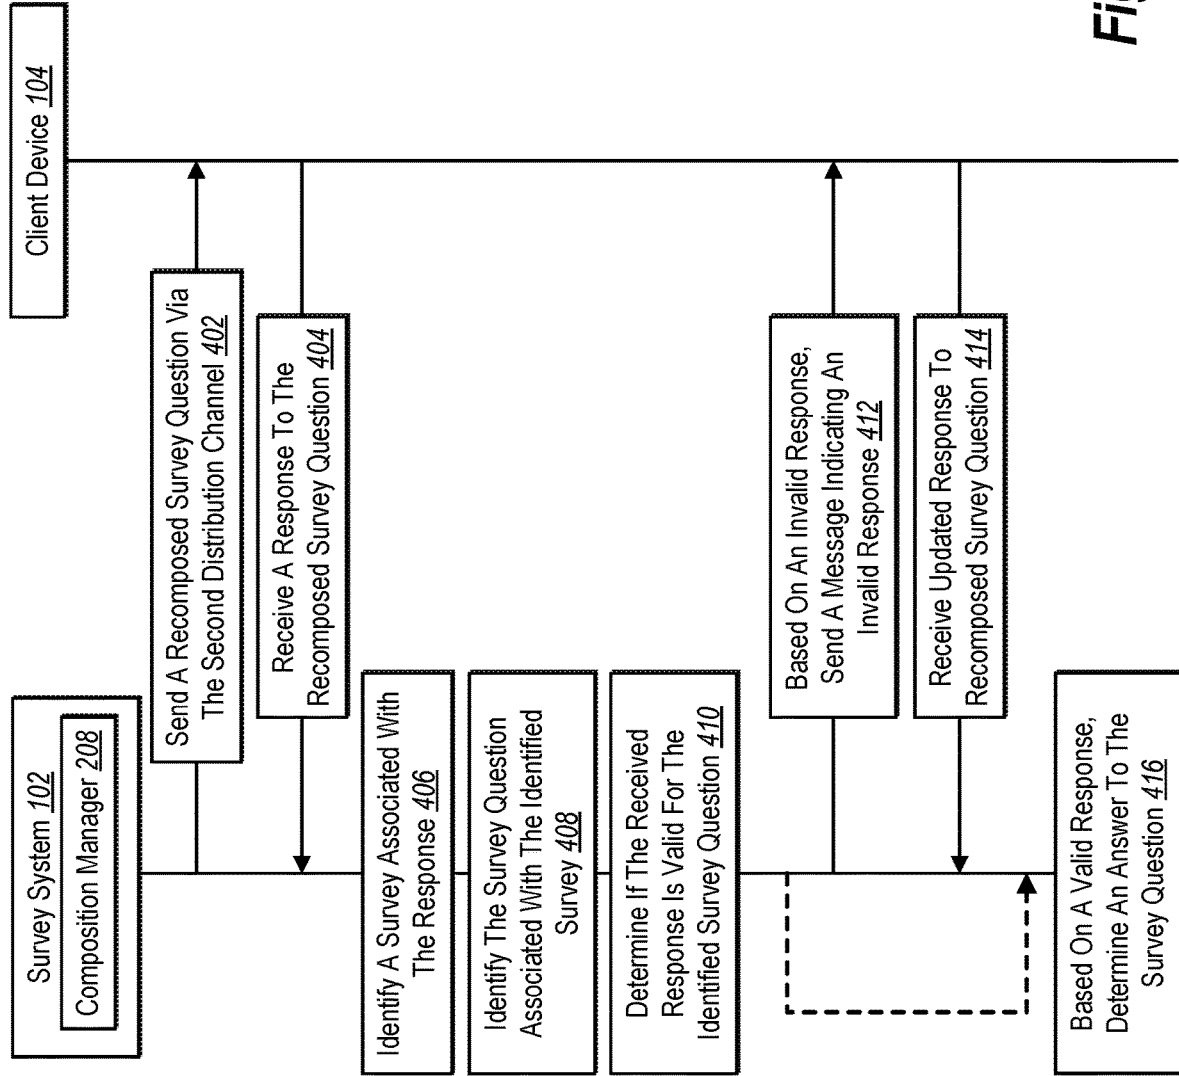 Survey System 102
Composition Manager 208
Client Device 104
Send A Recomposed Survey Question Via
The Second Distribution Channel 402
Receive A Response To The
Recomposed Survey Question 404
Identify A Survey Associated With
The Response 406
Identify The Survey Question
Associated With The Identified
Survey 408
Determine If The Received
Response Is Valid For The
Identified Survey Question 410
Based On An Invalid Response,
Send A Message Indicating An
Invalid Response 412
Receive Updated Response To
Recomposed Survey Question 414
Based On A Valid Response,
Determine An Answer To The
Survey Question 416